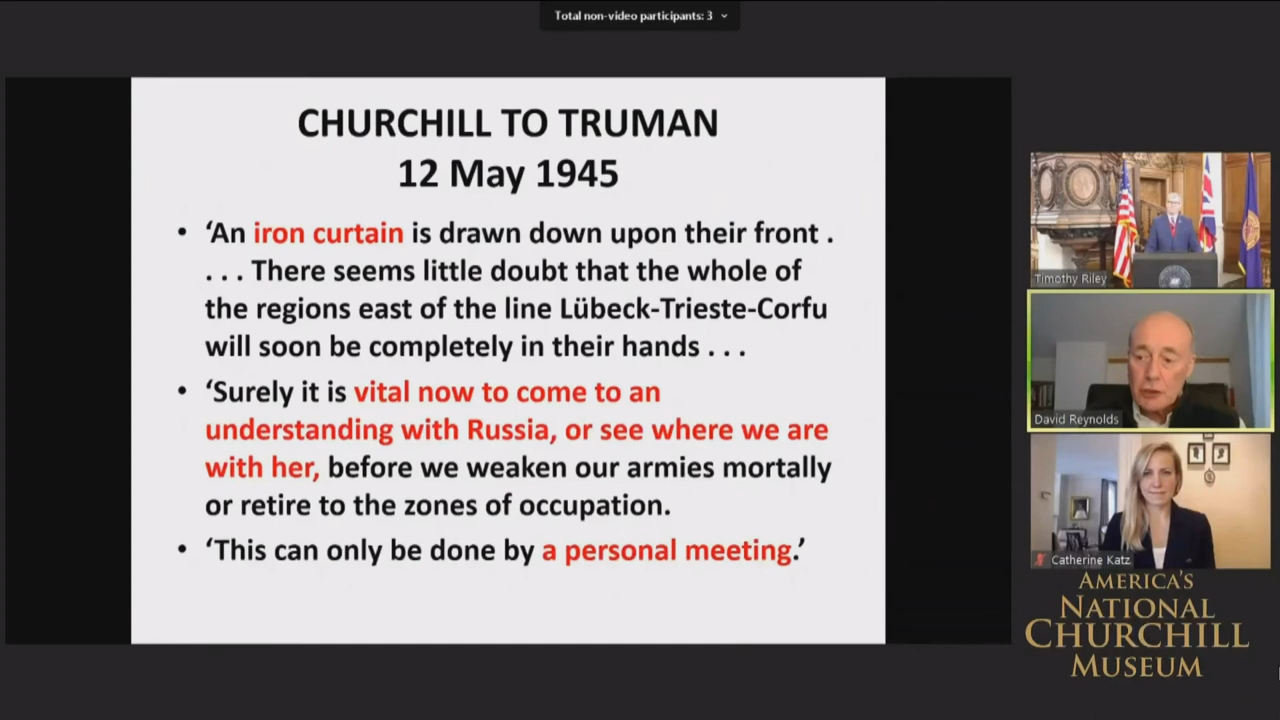 Total non-video participants: 3
CHURCHILL TO TRUMAN
12 May 1945
• ‘An iron curtain is drawn down upon their front .
. . . There seems little doubt that the whole of
the regions east of the line Lübeck-Trieste-Corfu
will soon be completely in their hands . . .
• ‘Surely it is vital now to come to an
understanding with Russia, or see where we are
with her, before we weaken our armies mortally
or retire to the zones of occupation.
• ‘This can only be done by a personal meeting.’
Timothy Riley
David Reynolds
Catherine Katz
AMERICA'S
NATIONAL
CHURCHILL
MUSEUM